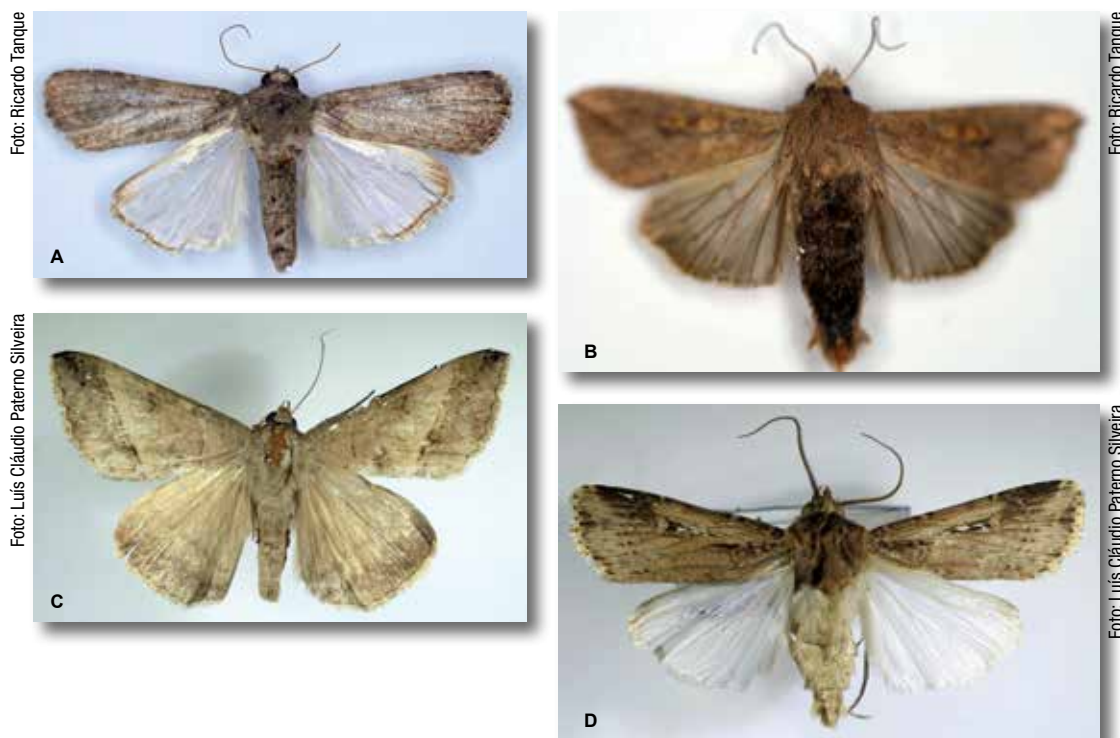 Foto: Ricardo Tanque
A
Foto: Ricardo Tanque
B
Foto: Luís Cláudio Paterno Silveira
C
Foto: Luís Cláudio Paterno Silveira
D